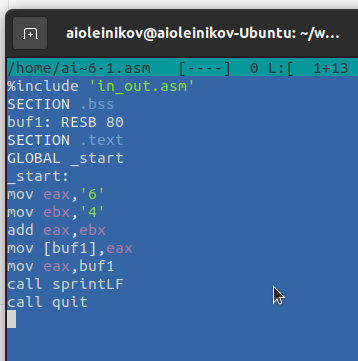 aioleinikov@aioleinikov-Ubuntu: ~/w...
/home/ai~6-1.asm [----] 0 L:[ 1+13
%include 'in_out.asm'
SECTION .bss
buf1: RESB 80
SECTION .text
GLOBAL _start
_start:
mov eax,'6'
mov ebx,'4'
add eax,ebx
mov [buf1],eax
mov eax,buf1
call sprintLF
call quit